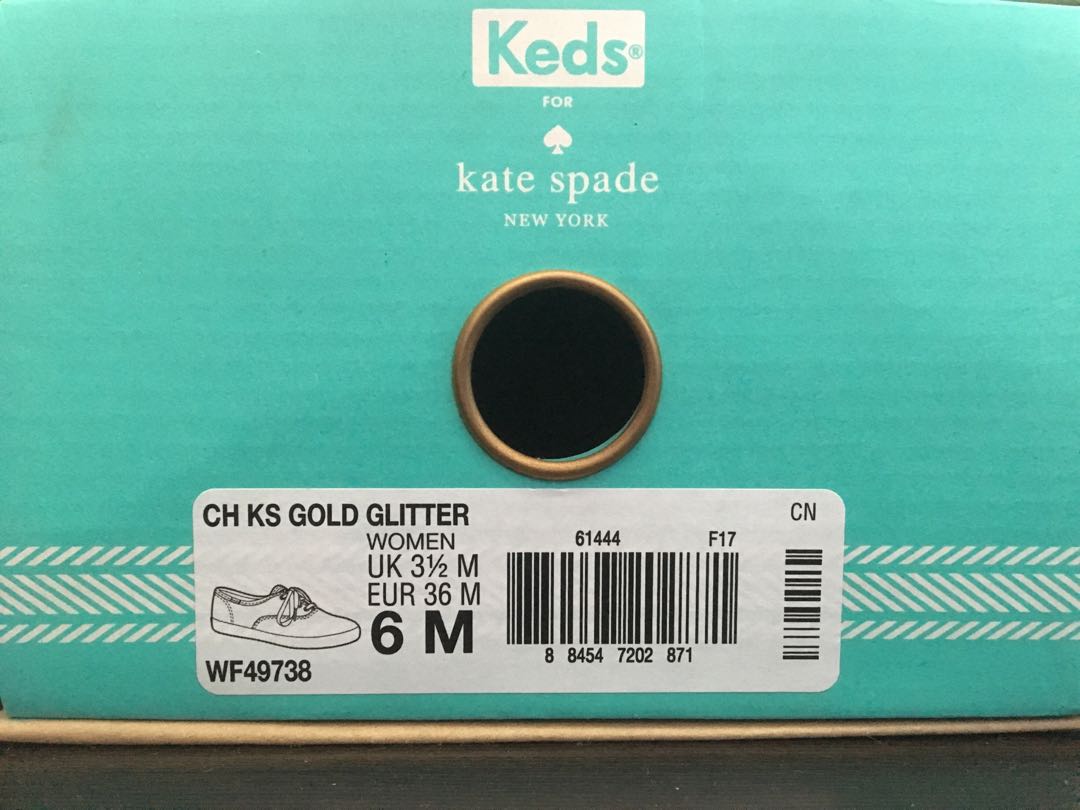 Keds®
FOR
kate spade
NEW YORK
CH KS GOLD GLITTER
CN
WOMEN
61444 F17
UK 3½ M
EUR 36 M
6 M
8 8454 7202 871
WF49738